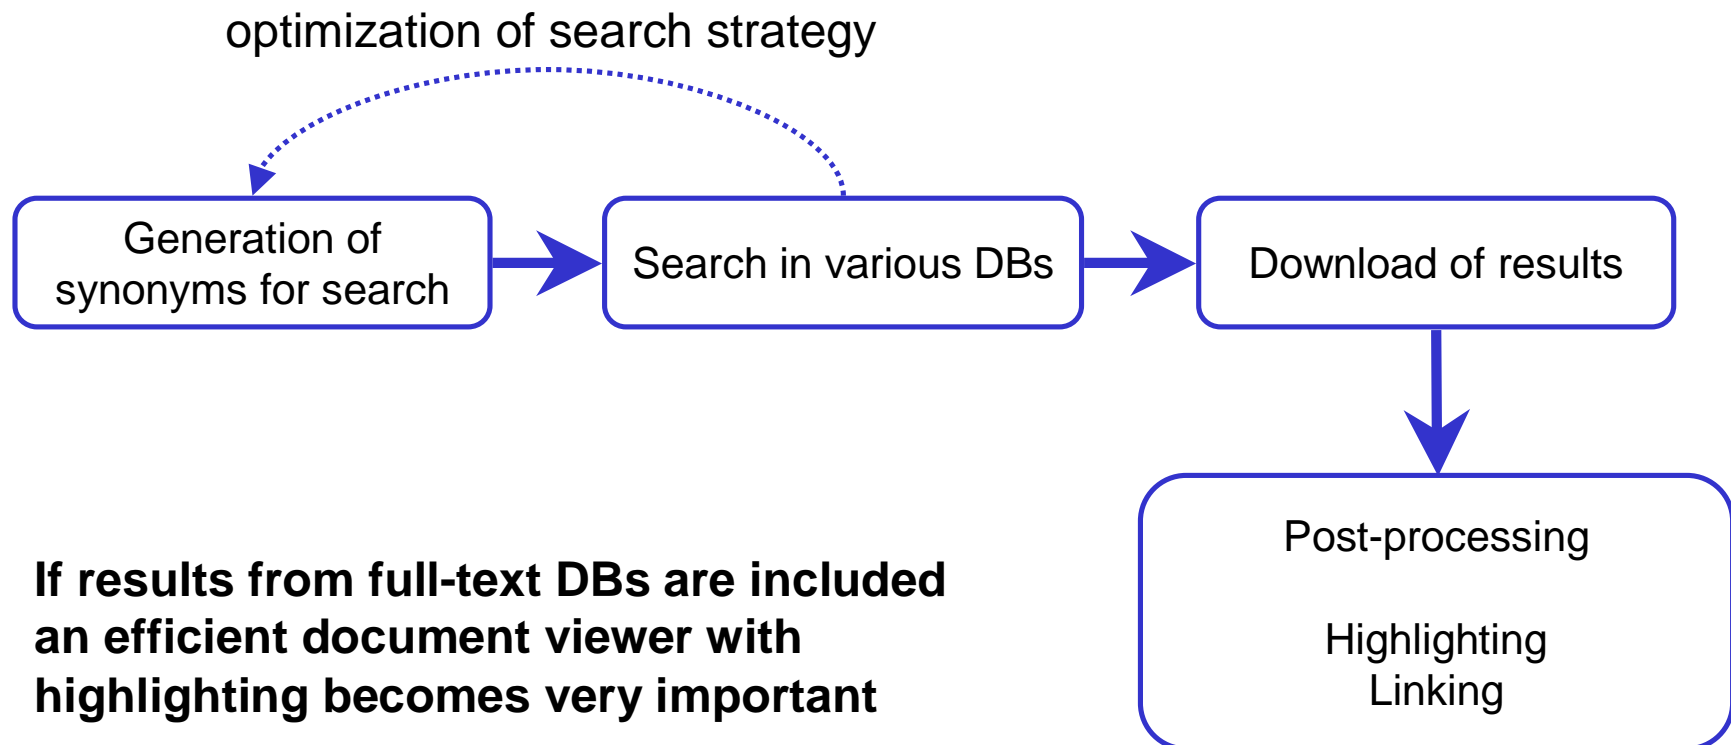 optimization of search strategy
Generation of
synonyms for search
Search in various DBs
Download of results
Post-processing
Highlighting
Linking
If results from full-text DBs are included
an efficient document viewer with
highlighting becomes very important